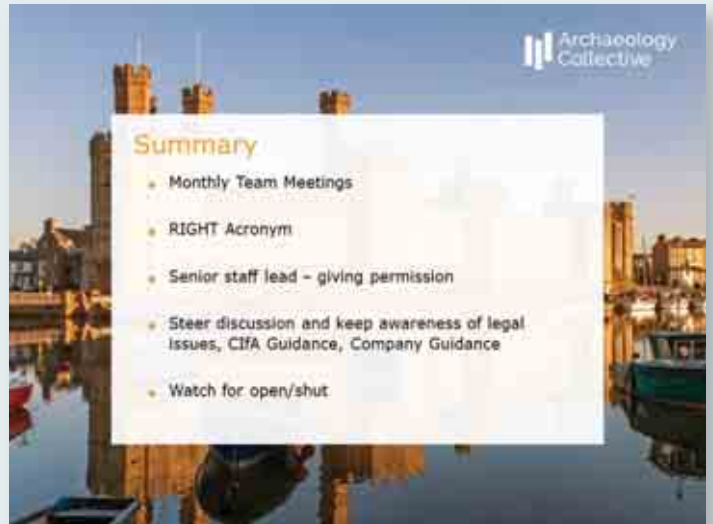 Archaeology
Collective
Summary
Monthly Team Meetings
RIGHT Acronym
Senior staff lead – giving permission
Steer discussion and keep awareness of legal
issues, CIfA Guidance, Company Guidance
Watch for open/shut